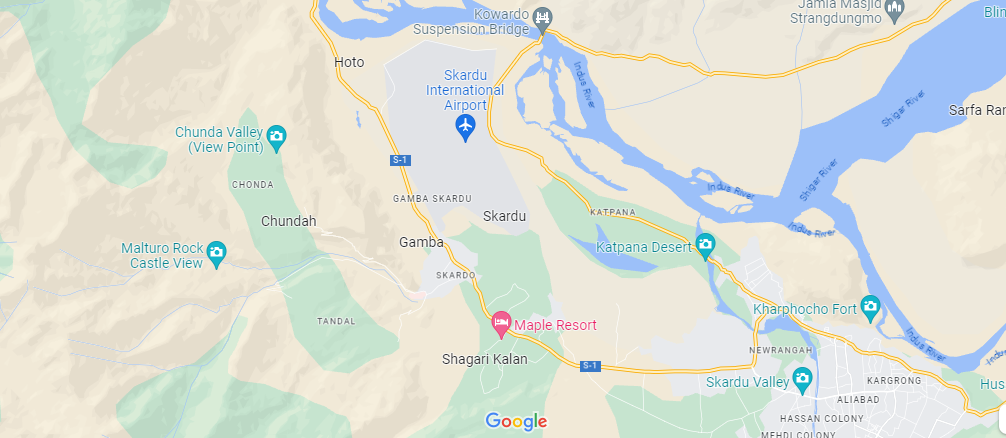 Kowardo
Suspension Bridge
Jamia Masjid
Strangdungmo
Blin
Hoto
Skardu
International
Airport
Indus River
Shigar River
Sarfa Ran
Chunda Valley
(View Point)
S-1
CHONDA
GAMBA SKARDU
Skardu
KATPANA
Indus River
Shigar River
Indus River
Chundah
Gamba
Katpana Desert
Malturo Rock
Castle View
SKARDO
Kharphocho Fort
TANDAL
Maple Resort
Indus River
NEWRANGAH
Shagari Kalan
S-1
Skardu Valley
KARGRONG
Hus
ALIABAD
Google
HASSAN COLONY
MEHDI COLONY